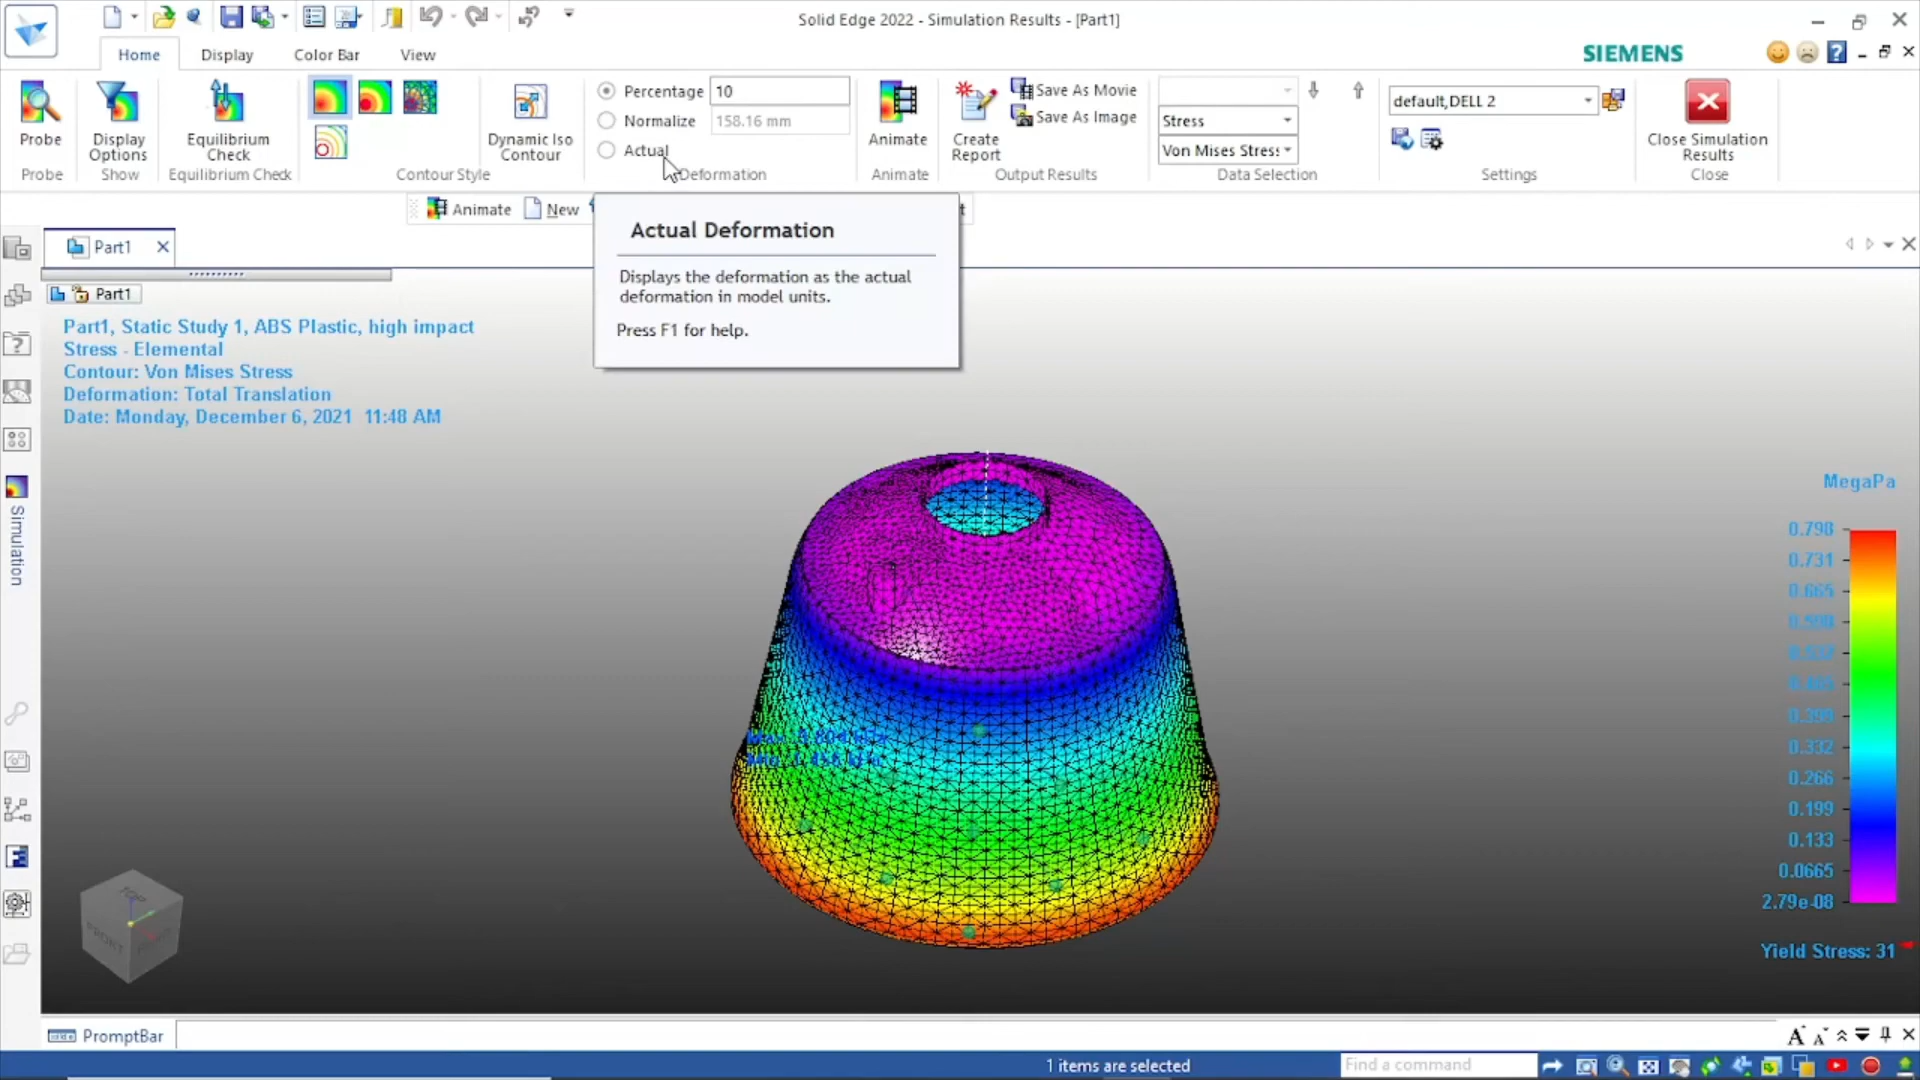 Solid Edge 2022 - Simulation Results - [Part1]
Home
Display
Color Bar
View
SIEMENS
Probe
Probe
Display
Options
Show
Equilibrium
Check
Equilibrium Check
Contour Style
Dynamic Iso
Contour
Percentage
10
Normalize
158.16 mm
Actual
Deformation
Animate
Animate
Create
Report
Save As Movie
Save As Image
Output Results
Stress
Von Mises Stres
Data Selection
default,DELL 2
Settings
Close Simulation
Results
Close
Animate
New
Part1
Part1
Actual Deformation
Displays the deformation as the actual
deformation in model units.
Press F1 for help.
Part1, Static Study 1, ABS Plastic, high impact
Stress - Elemental
Contour: Von Mises Stress
Deformation: Total Translation
Date: Monday, December 6, 2021 11:48 AM
Simulation
MegaPa
0.798
0.731
0.665
0.598
0.399
0.332
0.266
0.199
0.133
0.0665
2.79e-08
Yield Stress: 31
TOP
FRONT
PromptBar
1 items are selected
Find a command